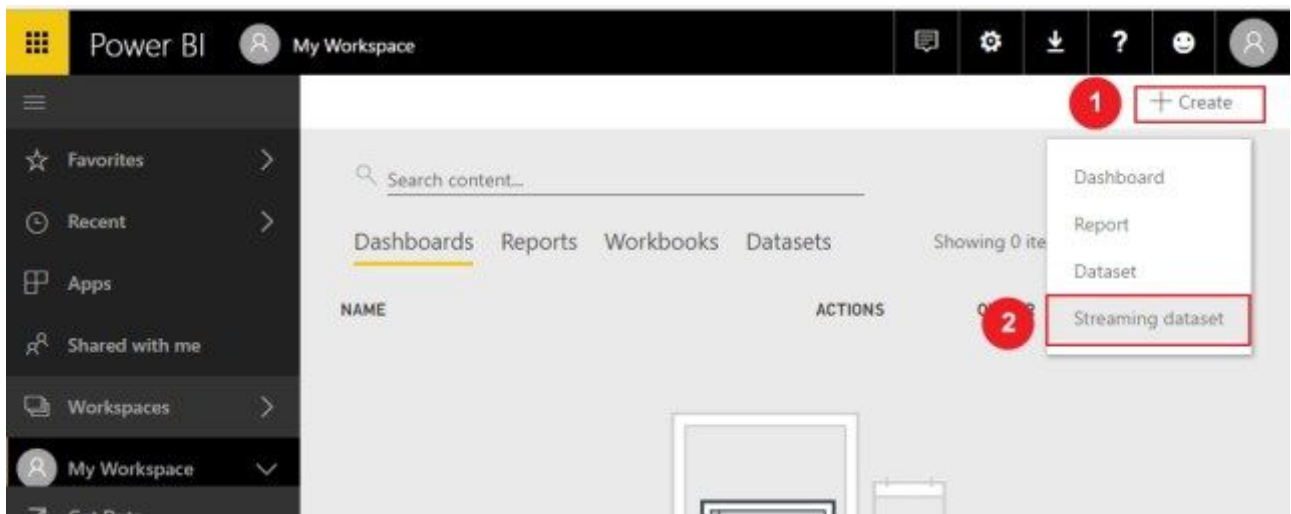 Power BI My Workspace ?
1 + Create
Favorites
Search content...
Dashboard
Recent
Report
Dashboards Reports Workbooks Datasets Showing 0 ite
Dataset
Apps
NAME ACTIONS
2 Streaming dataset
Shared with me
Workspaces
My Workspace